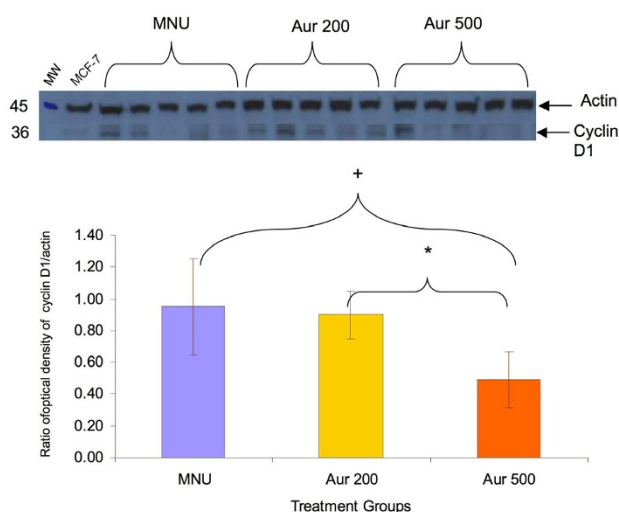 MNU Aur 200 Aur 500
MW MCF-7
45 Actin
36 Cyclin
D1
+
*
Ratio ofoptical density of cyclin D1/actin
1.40
1.20
1.00
0.80
0.60
0.40
0.20
0.00
MNU Aur 200 Aur 500
Treatment Groups